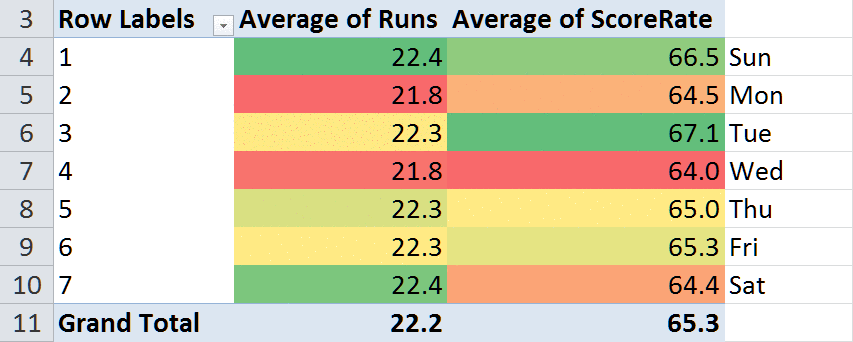 3 Row Labels Average of Runs Average of ScoreRate
4 1 22.4 66.5 Sun
5 2 21.8 64.5 Mon
6 3 22.3 67.1 Tue
7 4 21.8 64.0 Wed
8 5 22.3 65.0 Thu
9 6 22.3 65.3 Fri
10 7 22.4 64.4 Sat
11 Grand Total 22.2 65.3